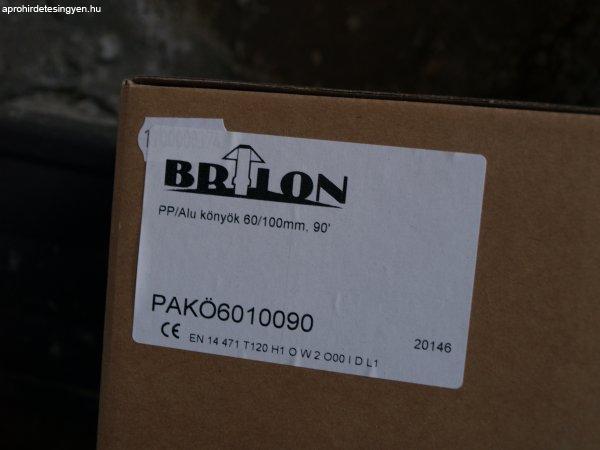 aprohirdetesingyen.hu
BRILON
PP/Alu könyök 60/100mm, 90'
PAKÖ6010090
CE EN 14 471 T120 H1 O W 2 O00 I D L1
20146